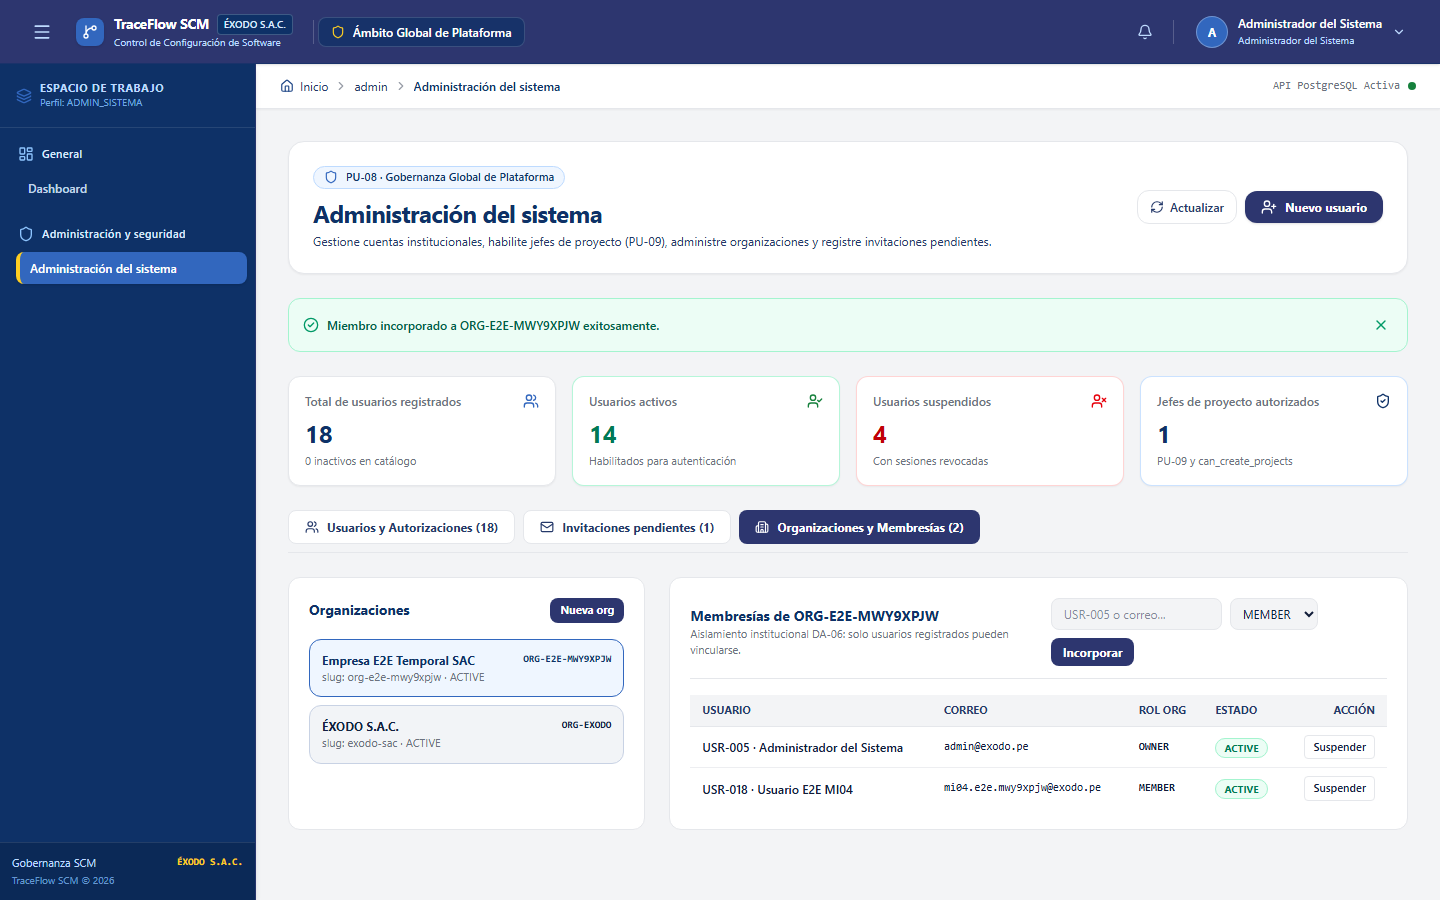 TraceFlow SCM ÉXODO S.A.C.
Control de Configuración de Software
Ámbito Global de Plataforma
A
Administrador del Sistema
Administrador del Sistema
ESPACIO DE TRABAJO
Perfil: ADMIN_SISTEMA
General
Dashboard
Administración y seguridad
Administración del sistema
Gobernanza SCM ÉXODO S.A.C.
TraceFlow SCM © 2026
Inicio > admin > Administración del sistema
API PostgreSQL Activa
PU-08 · Gobernanza Global de Plataforma
Administración del sistema
Gestione cuentas institucionales, habilite jefes de proyecto (PU-09), administre organizaciones y registre invitaciones pendientes.
Actualizar
Nuevo usuario
Miembro incorporado a ORG-E2E-MWY9XPJW exitosamente.
Total de usuarios registrados
18
0 inactivos en catálogo
Usuarios activos
14
Habilitados para autenticación
Usuarios suspendidos
4
Con sesiones revocadas
Jefes de proyecto autorizados
1
PU-09 y can_create_projects
Usuarios y Autorizaciones (18)
Invitaciones pendientes (1)
Organizaciones y Membresías (2)
Organizaciones
Nueva org
Empresa E2E Temporal SAC ORG-E2E-MWY9XPJW
slug: org-e2e-mwy9xpjw · ACTIVE
ÉXODO S.A.C. ORG-EXODO
slug: exodo-sac · ACTIVE
Membresías de ORG-E2E-MWY9XPJW
Aislamiento institucional DA-06: solo usuarios registrados pueden
vincularse.
USR-005 o correo...
MEMBER
Incorporar
USUARIO CORREO ROL ORG ESTADO ACCIÓN
USR-005 · Administrador del Sistema admin@exodo.pe OWNER ACTIVE Suspender
USR-018 · Usuario E2E MI04 mi04.e2e.mwy9xpjw@exodo.pe MEMBER ACTIVE Suspender